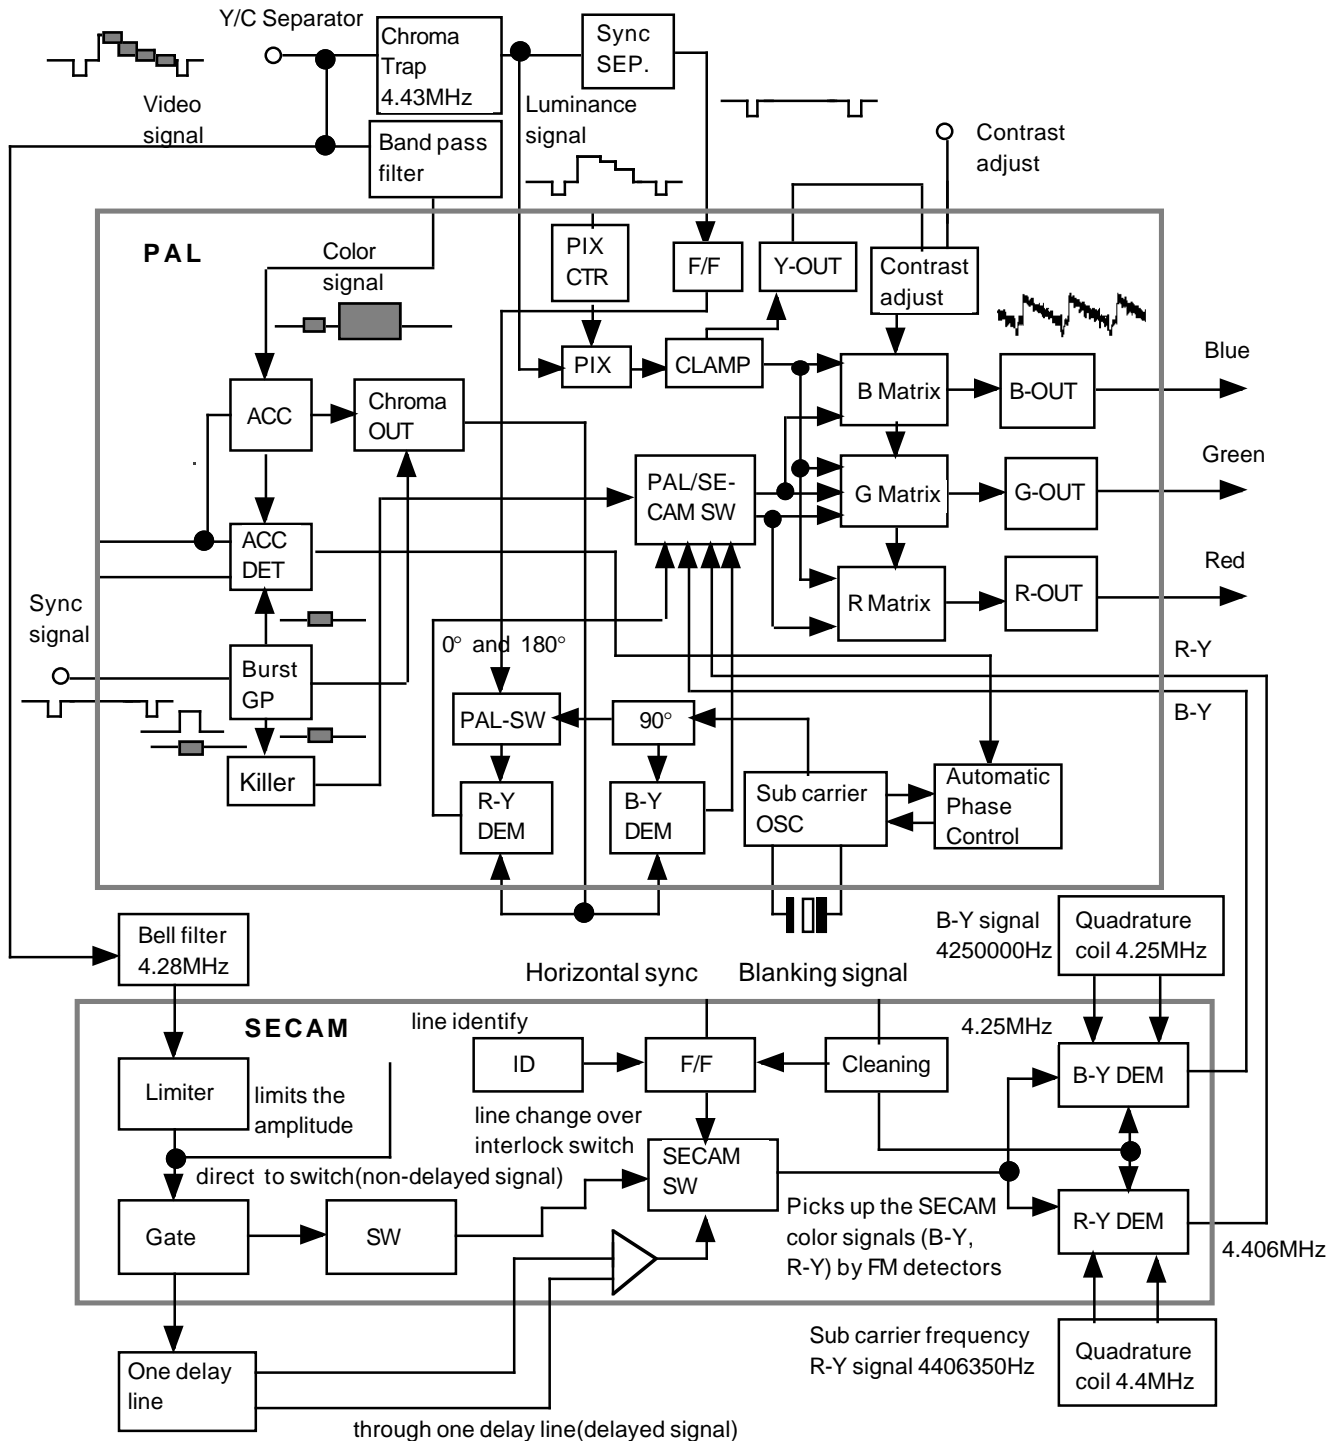 Y/C Separator
Chroma
Trap
4.43MHz
Sync
SEP.
Video
signal
Luminance
signal
Band pass
filter
Contrast
adjust
PAL
Color
signal
PIX
CTR
F/F
Y-OUT
Contrast
adjust
PIX
CLAMP
B Matrix
B-OUT
Blue
ACC
Chroma
OUT
PAL/SE-
CAM SW
G Matrix
G-OUT
Green
ACC
DET
R Matrix
R-OUT
Red
Sync
signal
0° and 180°
R-Y
Burst
GP
PAL-SW
90°
B-Y
Killer
R-Y
DEM
B-Y
DEM
Sub carrier
OSC
Automatic
Phase
Control
Bell filter
4.28MHz
B-Y signal
4250000Hz
Quadrature
coil 4.25MHz
Horizontal sync
Blanking signal
SECAM
line identify
4.25MHz
Limiter
limits the
amplitude
ID
F/F
Cleaning
B-Y DEM
line change over
interlock switch
direct to switch(non-delayed signal)
SECAM
SW
Gate
SW
Picks up the SECAM
color signals (B-Y,
R-Y) by FM detectors
R-Y DEM
4.406MHz
One delay
line
Sub carrier frequency
R-Y signal 4406350Hz
Quadrature
coil 4.4MHz
through one delay line(delayed signal)